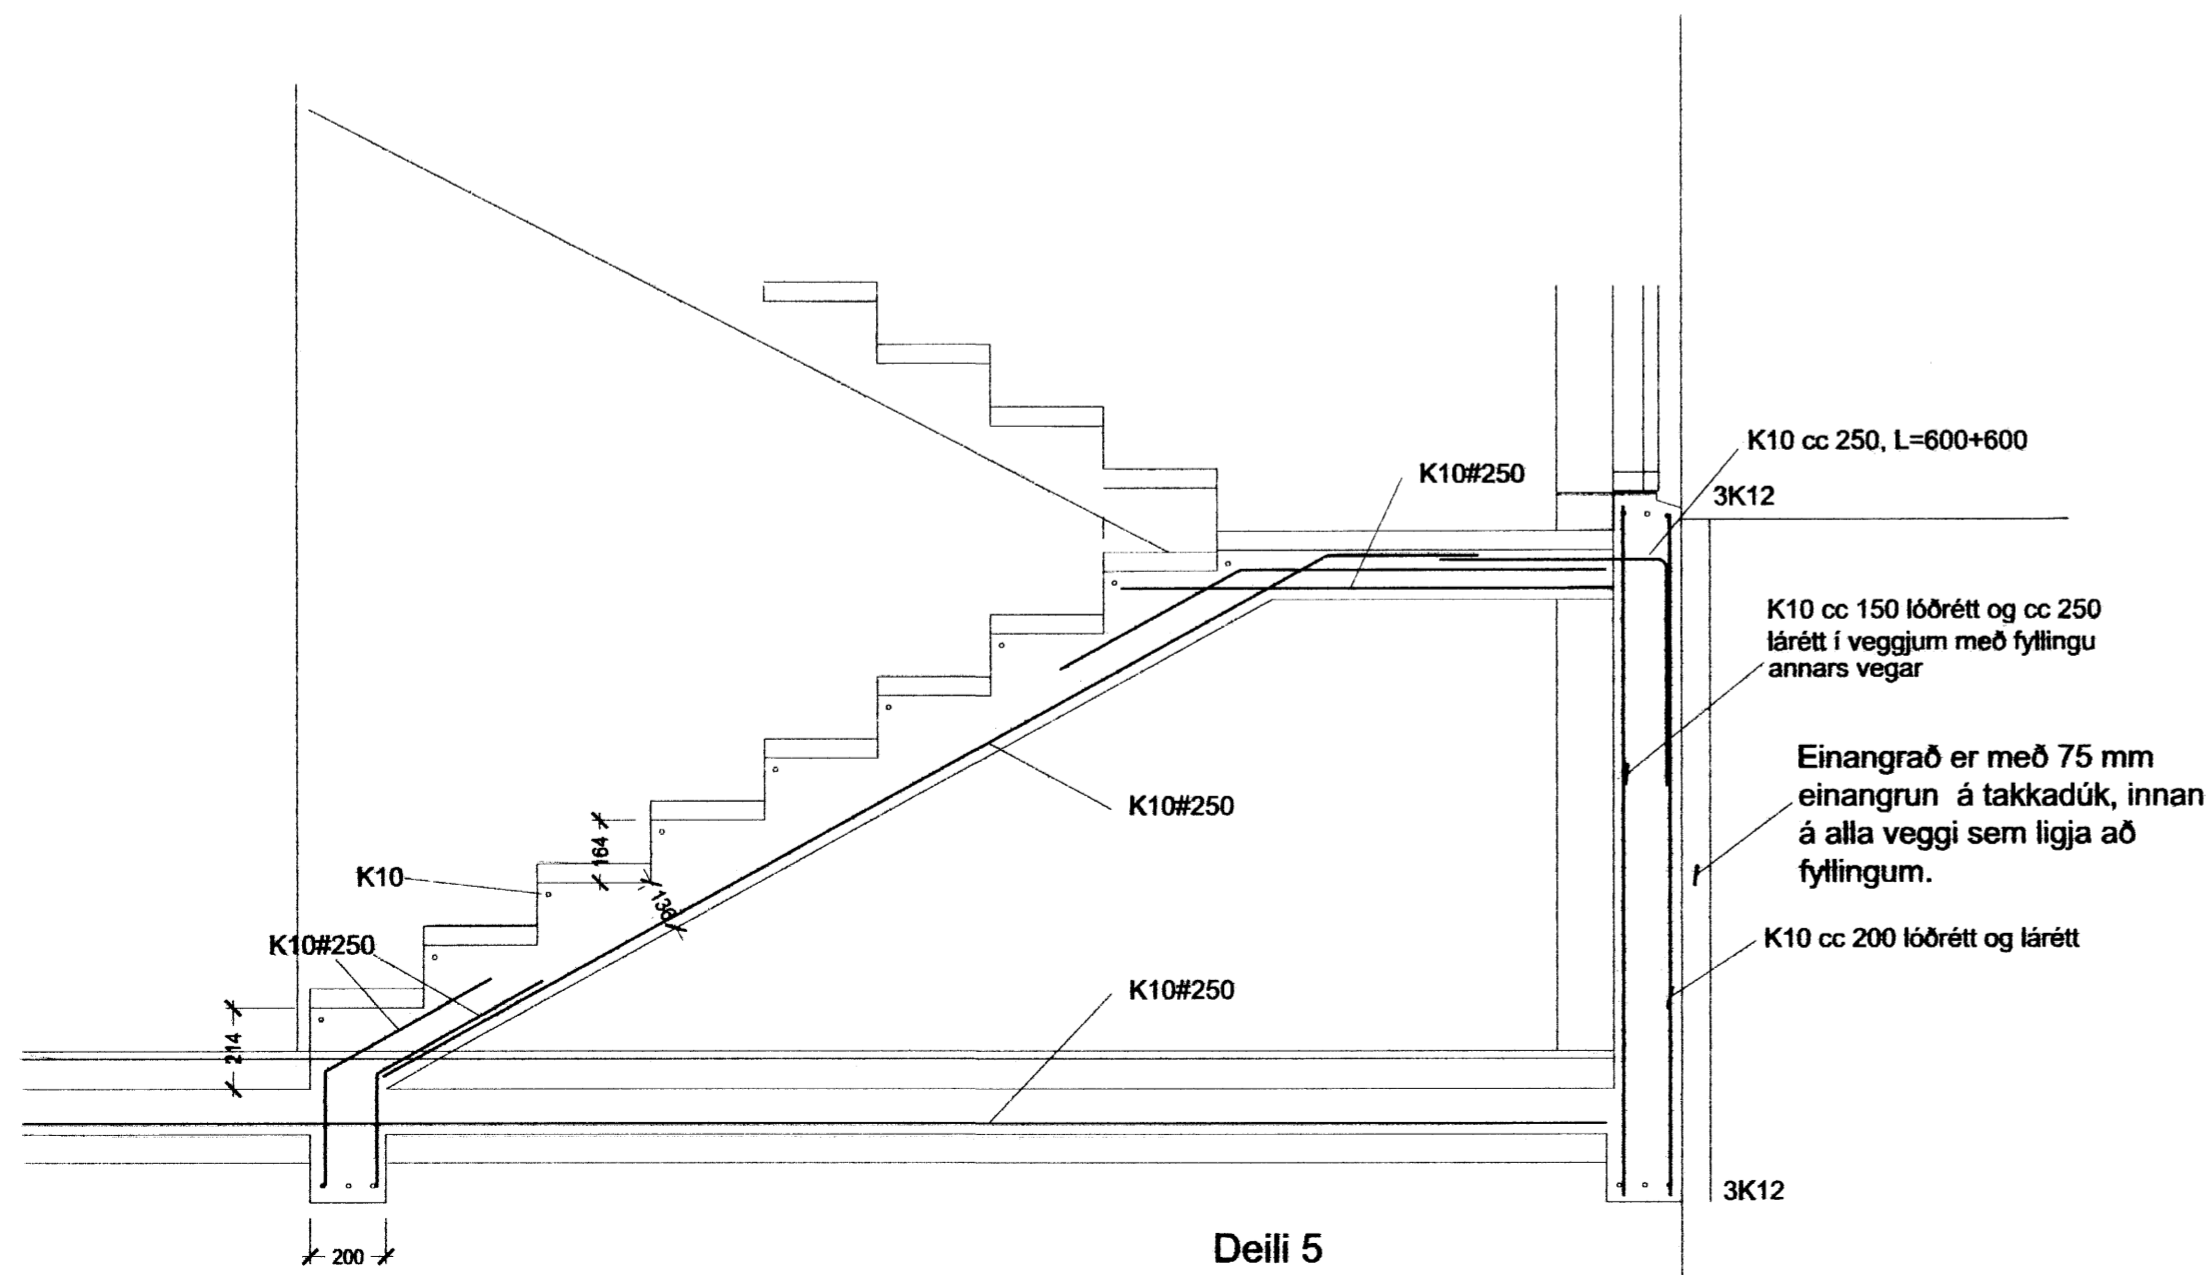 K10 cc 250, L=600+600
K10#250
3K12
K10 cc 150 lóðrétt og cc 250
lárétt í veggjum með fyllingu
annars vegar
Einangrað er með 75 mm
einangrun á takkadúk, innan
á alla veggi sem ligja að
fyllingum.
K10#250
164
K10
136
K10#250
K10 cc 200 lóðrétt og lárétt
K10#250
214
3K12
200
Deili 5